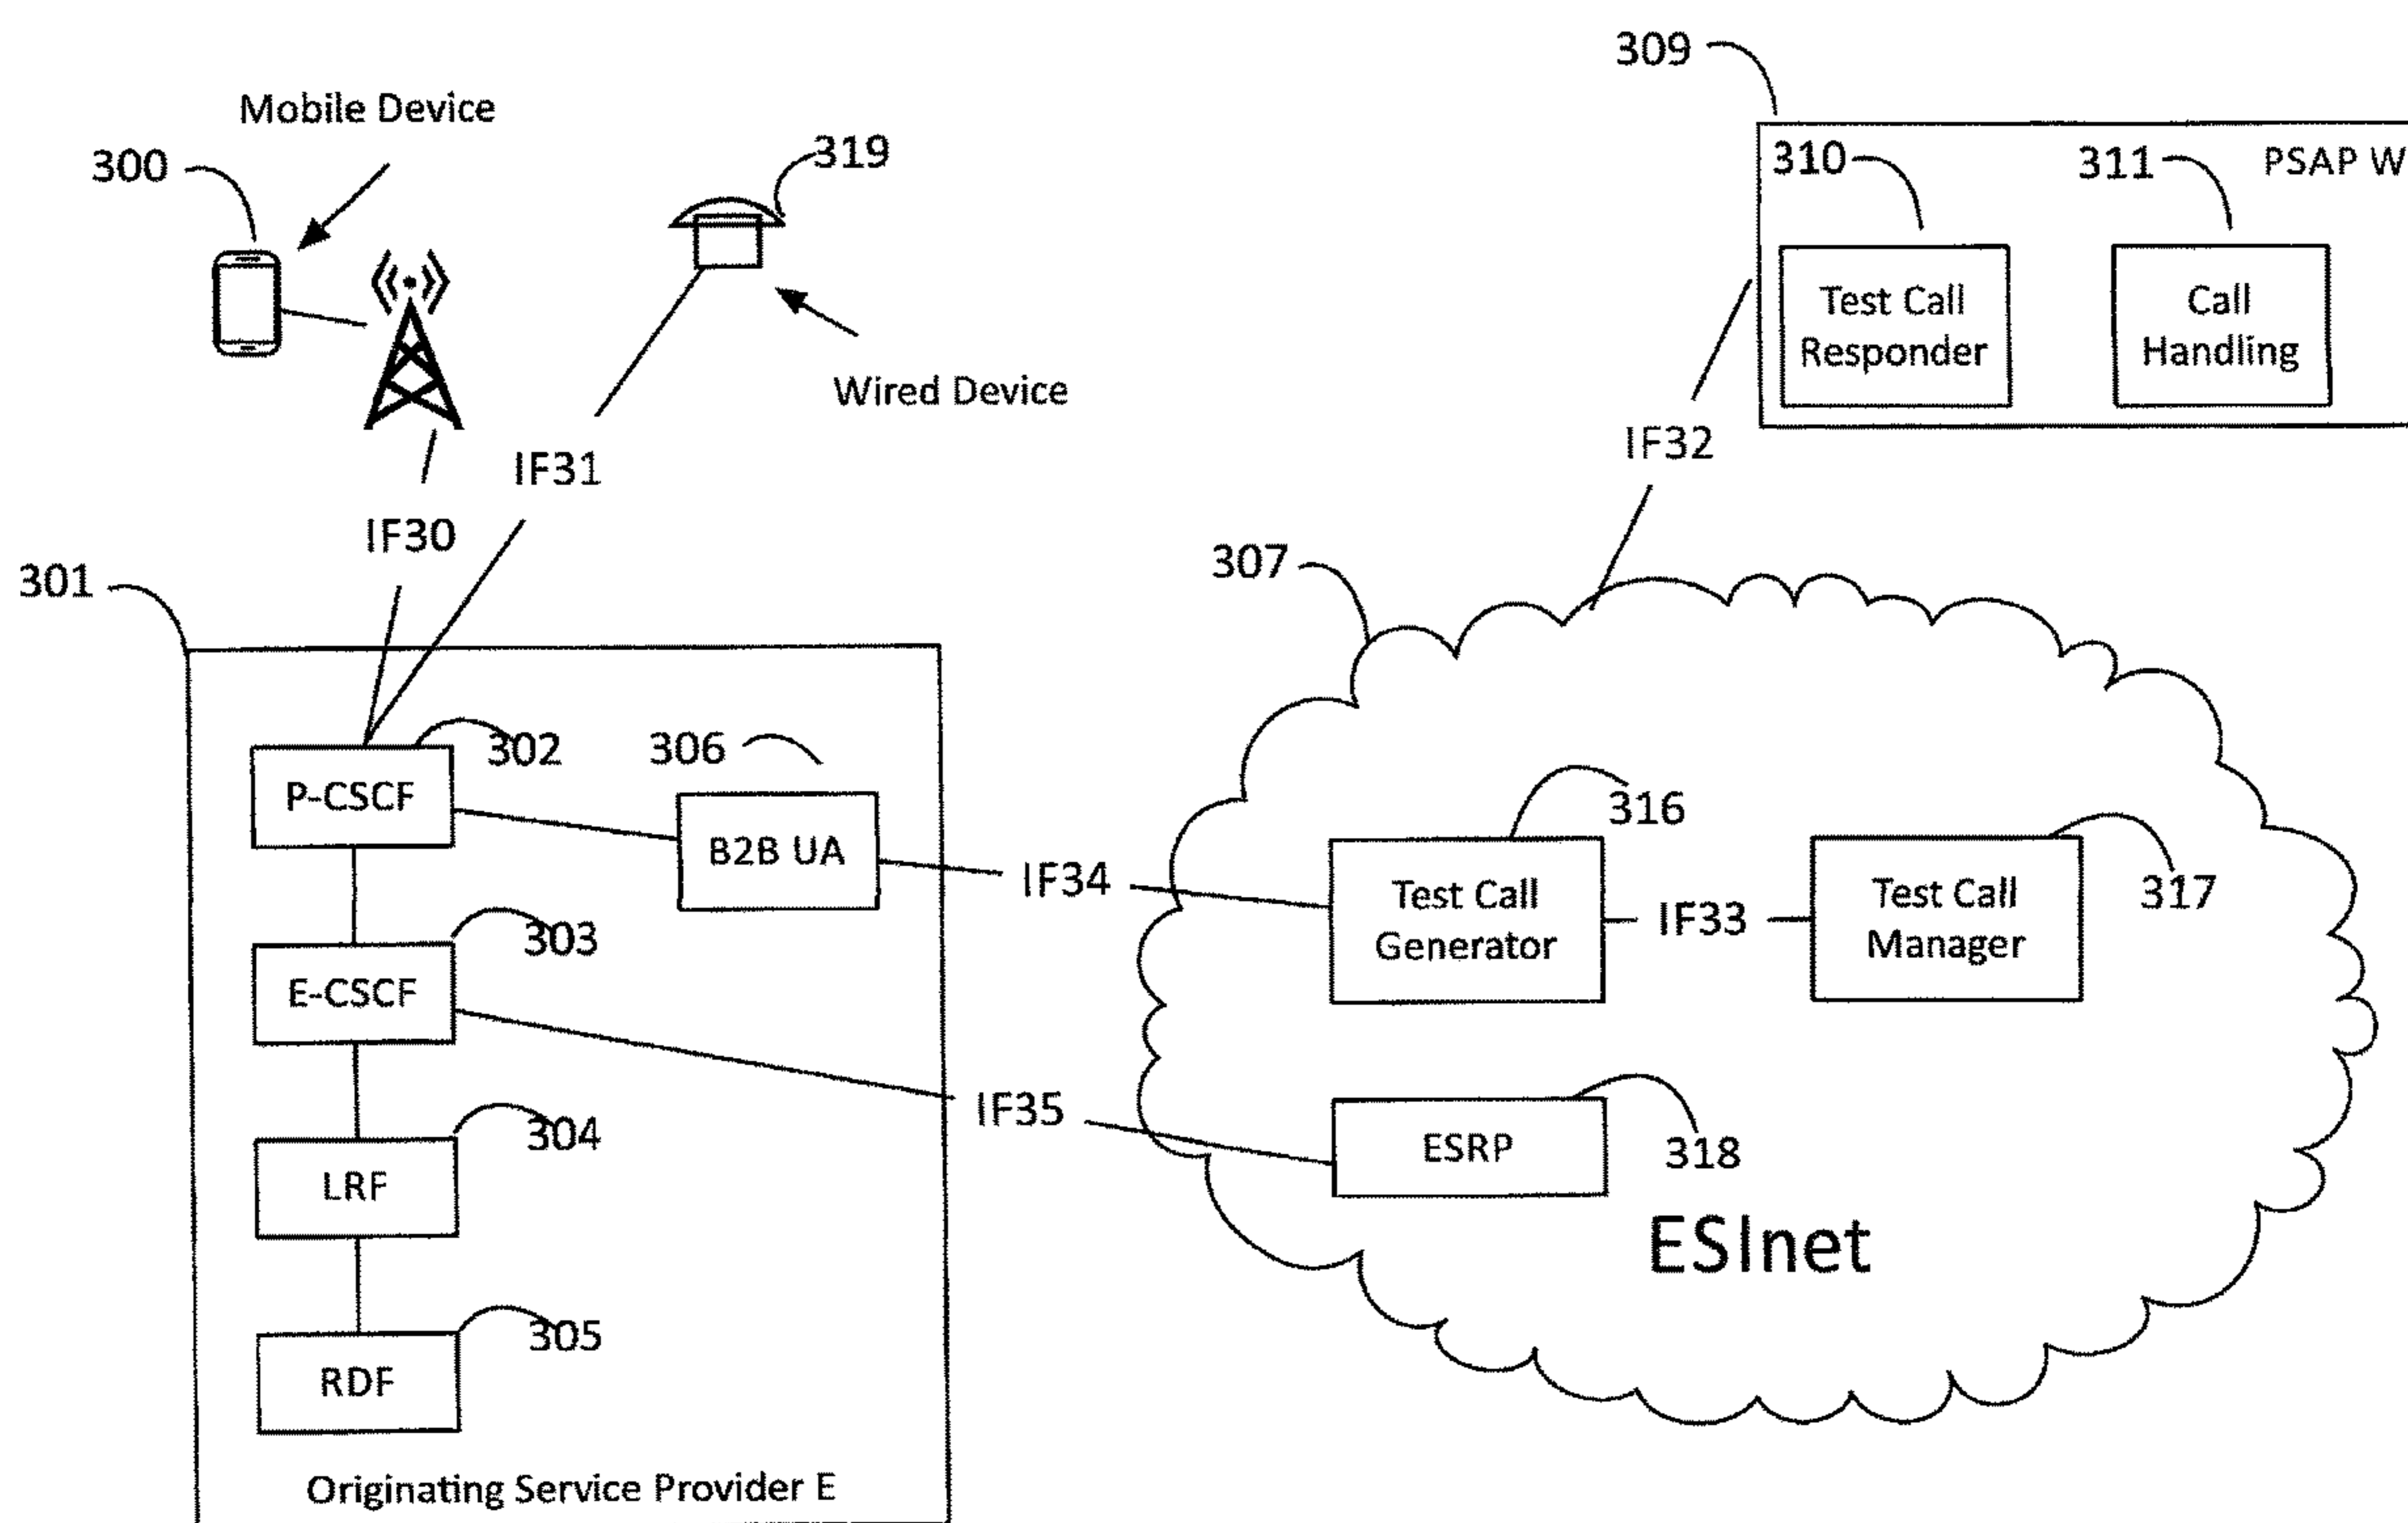 309
Mobile Device
300
319
310
311
PSAP W
Test Call
Responder
Call
Handling
Wired Device
IF32
IF31
IF30
301
307
302
306
P-CSCF
B2B UA
316
IF34
Test Call
Generator
IF33
Test Call
Manager
317
303
E-CSCF
IF35
304
LRF
ESRP
318
ESInet
305
RDF
Originating Service Provider E